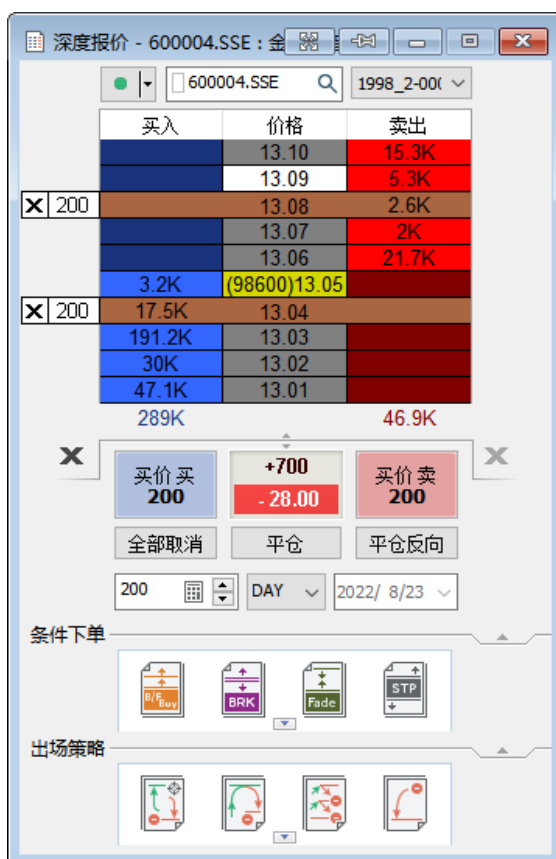 深度报价 - 600004.SSE : 金
600004.SSE 1998_2-00(
买入 价格 卖出
13.10 15.3K
13.09 5.3K
X 200 13.08 2.6K
13.07 2K
13.06 21.7K
3.2K (98600)13.05
X 200 17.5K 13.04
191.2K 13.03
30K 13.02
47.1K 13.01
289K 46.9K
X X
买价 买 +700 买价 卖
200 - 28.00 200
全部取消 平仓 平仓反向
200 DAY 2022/ 8/23
条件下单
B/F Buy BRK Fade STP
出场策略